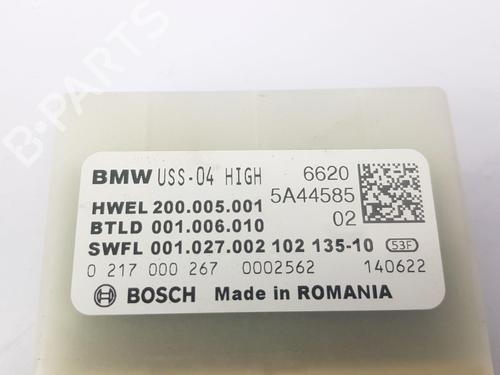 BMW USS-04 HIGH 6620
5A44585
HWEL 200.005.001 02
BTLD 001.006.010
SWFL 001.027.002 102 135-10 53F
0 217 000 267 0002562 140622
BOSCH Made in ROMANIA
B-PARTS